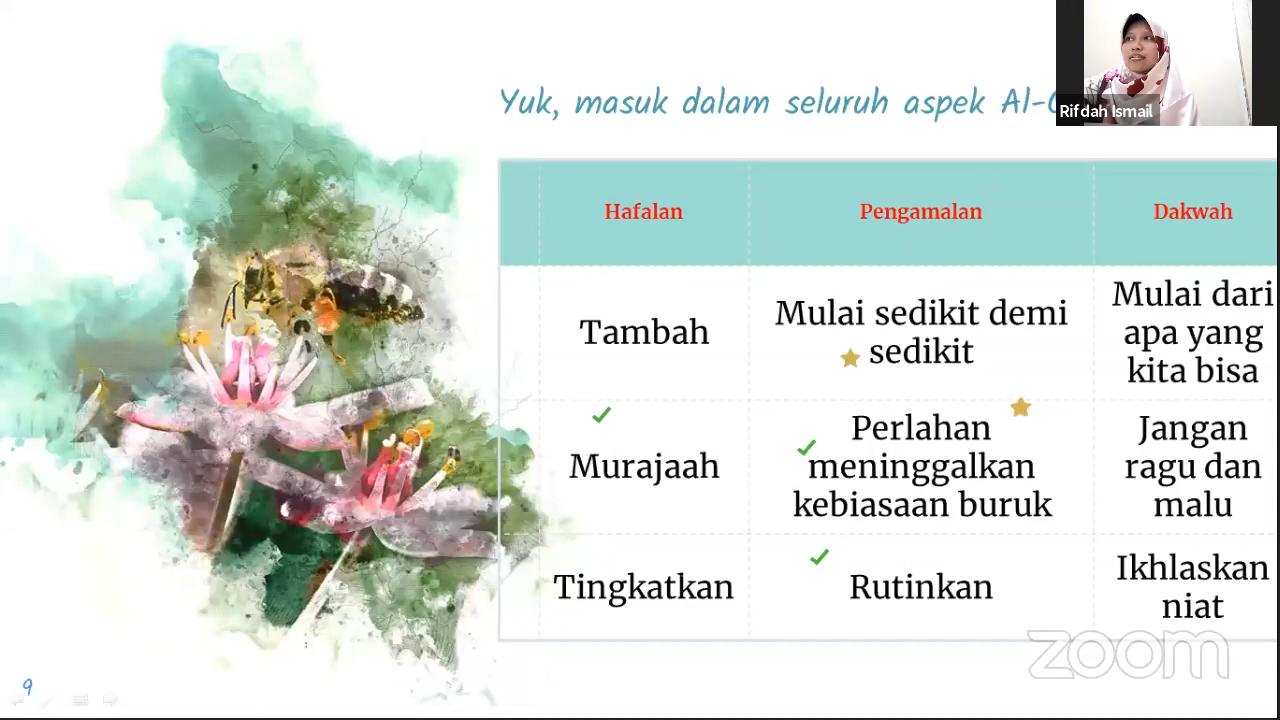 Yuk, masuk dalam seluruh aspek Al-
Rifdah Ismail
Hafalan
Pengamalan
Dakwah
Tambah
Mulai sedikit demi
sedikit
Mulai dari
apa yang
kita bisa
Murajaah
Perlahan
meninggalkan
kebiasaan buruk
Jangan
ragu dan
malu
Tingkatkan
Rutinkan
Ikhlaskan
niat
zoom
9